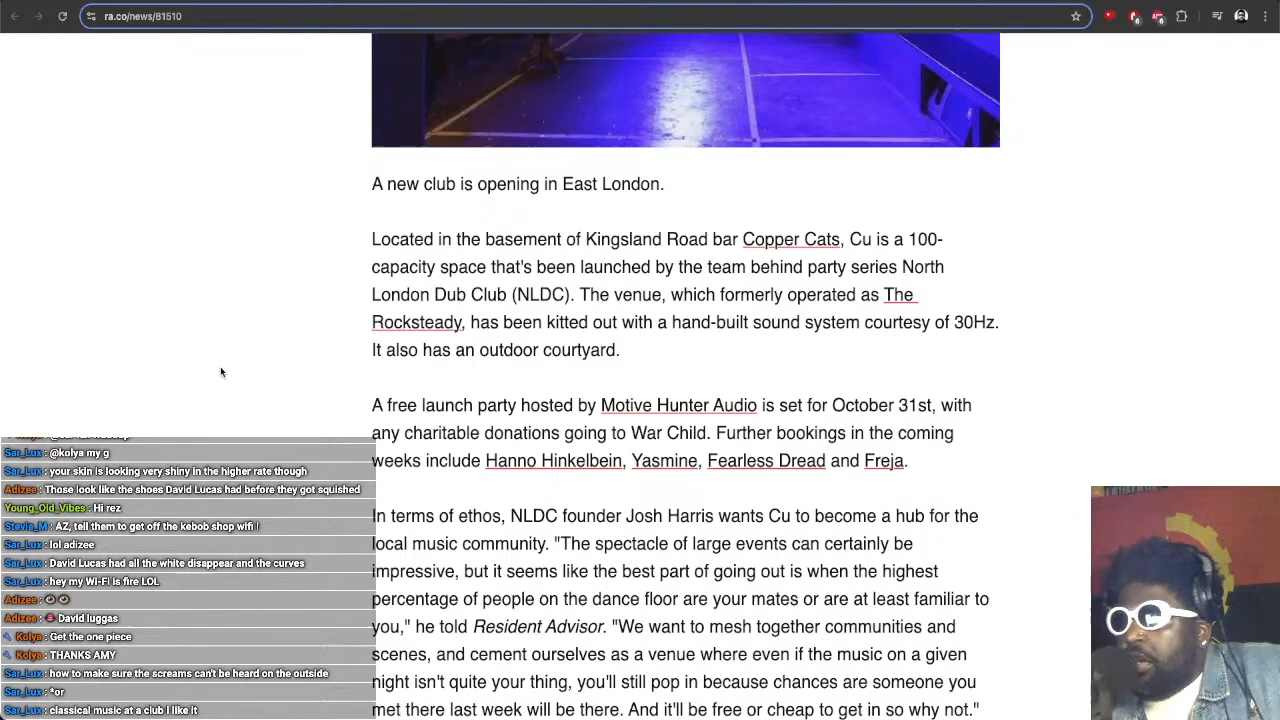 ra.co/news/81510
A new club is opening in East London.
Located in the basement of Kingsland Road bar Copper Cats, Cu is a 100-
capacity space that's been launched by the team behind party series North
London Dub Club (NLDC). The venue, which formerly operated as The
Rocksteady, has been kitted out with a hand-built sound system courtesy of 30Hz.
It also has an outdoor courtyard.
A free launch party hosted by Motive Hunter Audio is set for October 31st, with
any charitable donations going to War Child. Further bookings in the coming
weeks include Hanno Hinkelbein, Yasmine, Fearless Dread and Freja.
In terms of ethos, NLDC founder Josh Harris wants Cu to become a hub for the
local music community. "The spectacle of large events can certainly be
impressive, but it seems like the best part of going out is when the highest
percentage of people on the dance floor are your mates or are at least familiar to
you," he told Resident Advisor. "We want to mesh together communities and
scenes, and cement ourselves as a venue where even if the music on a given
night isn't quite your thing, you'll still pop in because chances are someone you
met there last week will be there. And it'll be free or cheap to get in so why not."
Sar_Lux : @kolya my g
Sar_Lux : your skin is looking very shiny in the higher rate though
Adizee : Those look like the shoes David Lucas had before they got squished
Young_Old_Vibes : Hi rez
Stevie_M : AZ, tell them to get off the kebob shop wifi !
Sar_Lux : lol adizee
Sar_Lux : David Lucas had all the white disappear and the curves
Sar_Lux : hey my Wi-Fi is fire LOL
Adizee :
Adizee : David luggas
Kolya : Get the one piece
Kolya : THANKS AMY
Sar_Lux : how to make sure the screams can't be heard on the outside
Sar_Lux : *or
Sar_Lux : classical music at a club I like it